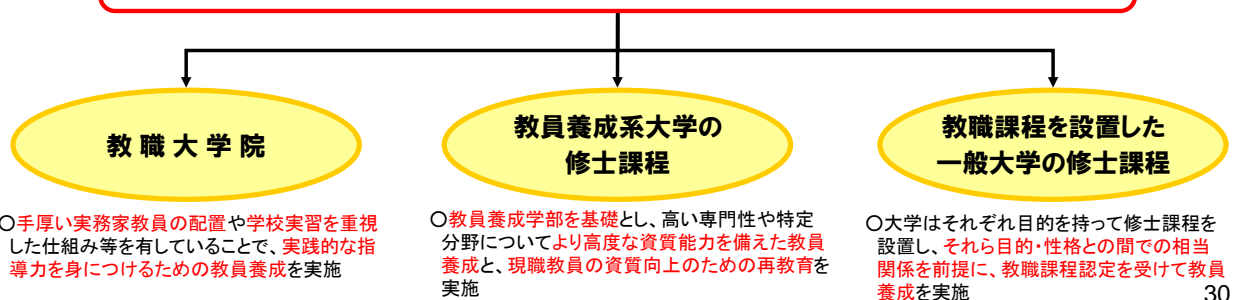 教職大学院
教員養成系大学の
修士課程
教職課程を設置した
一般大学の修士課程
〇手厚い実務家教員の配置や学校実習を重視
した仕組み等を有していることで、実践的な指
導力を身につけるための教員養成を実施
〇教員養成学部を基礎とし、高い専門性や特定
分野についてより高度な資質能力を備えた教員
養成と、現職教員の資質向上のための再教育を
実施
〇大学はそれぞれ目的を持って修士課程を
設置し、それら目的・性格との間での相当
関係を前提に、教職課程認定を受けて教員
養成を実施
30